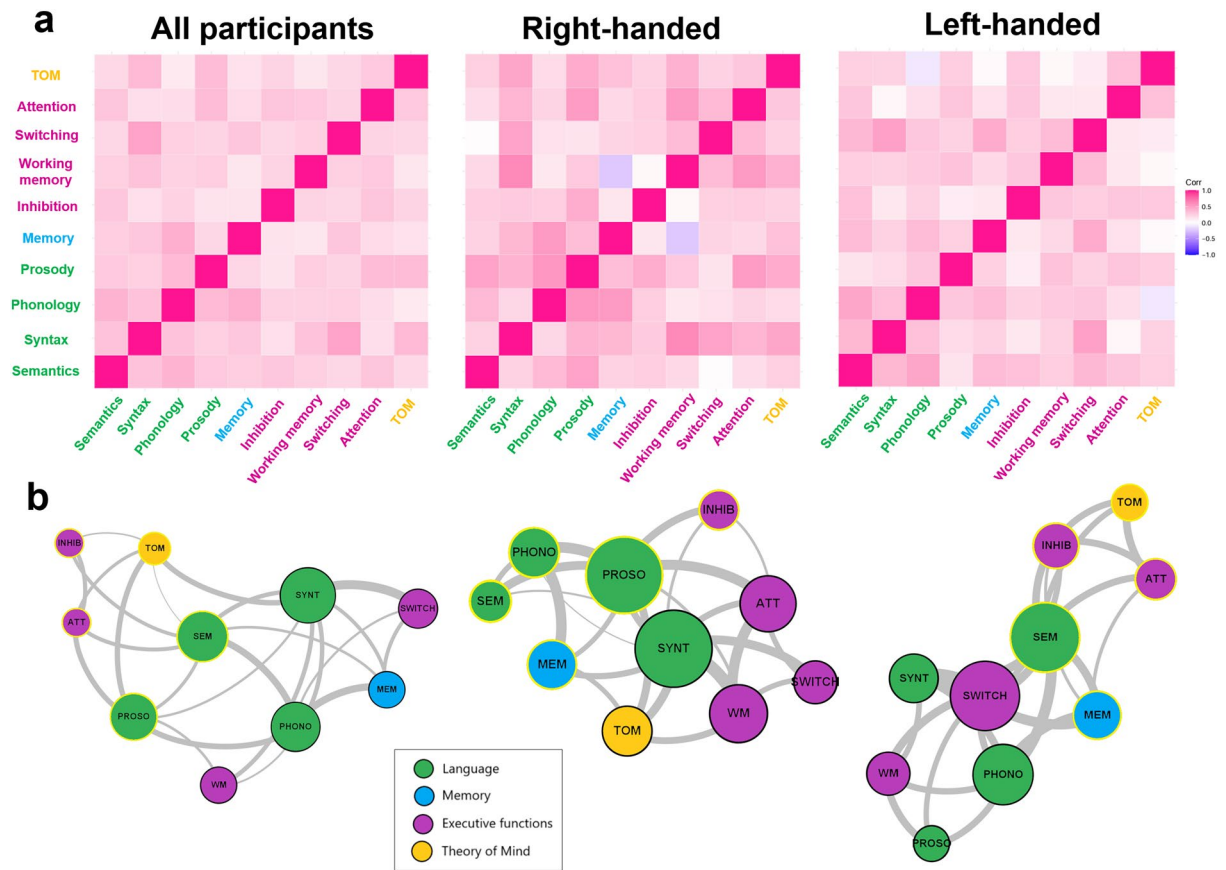 a
All participants
Right-handed
Left-handed
TOM
Attention
Switching
Working
memory
Inhibition
Memory
Prosody
Phonology
Syntax
Semantics
Semantics
Syntax
Phonology
Prosody
Memory
Inhibition
Working memory
Switching
Attention
TOM
Semantics
Syntax
Phonology
Prosody
Memory
Inhibition
Working memory
Switching
Attention
TOM
Semantics
Syntax
Phonology
Prosody
Memory
Inhibition
Working memory
Switching
Attention
TOM
Corr
1.0
0.5
0.0
-0.5
-1.0
b
INHIB
TOM
SYNT
SWITCH
ATT
SEM
MEM
PROSO
PHONO
WM
INHIB
PHONO
PROSO
SEM
ATT
SYNT
MEM
SWITCH
WM
TOM
TOM
INHIB
ATT
SEM
SYNT
SWITCH
MEM
WM
PHONO
PROSO
Language
Memory
Executive functions
Theory of Mind